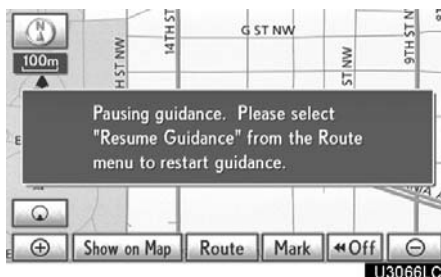 G ST NW
14TH ST
H ST NW
ST NW
9TH ST N
N
100m
Pausing guidance. Please select
"Resume Guidance" from the Route
menu to restart guidance.
E
Show on Map
Route
Mark
Off
U3066LC